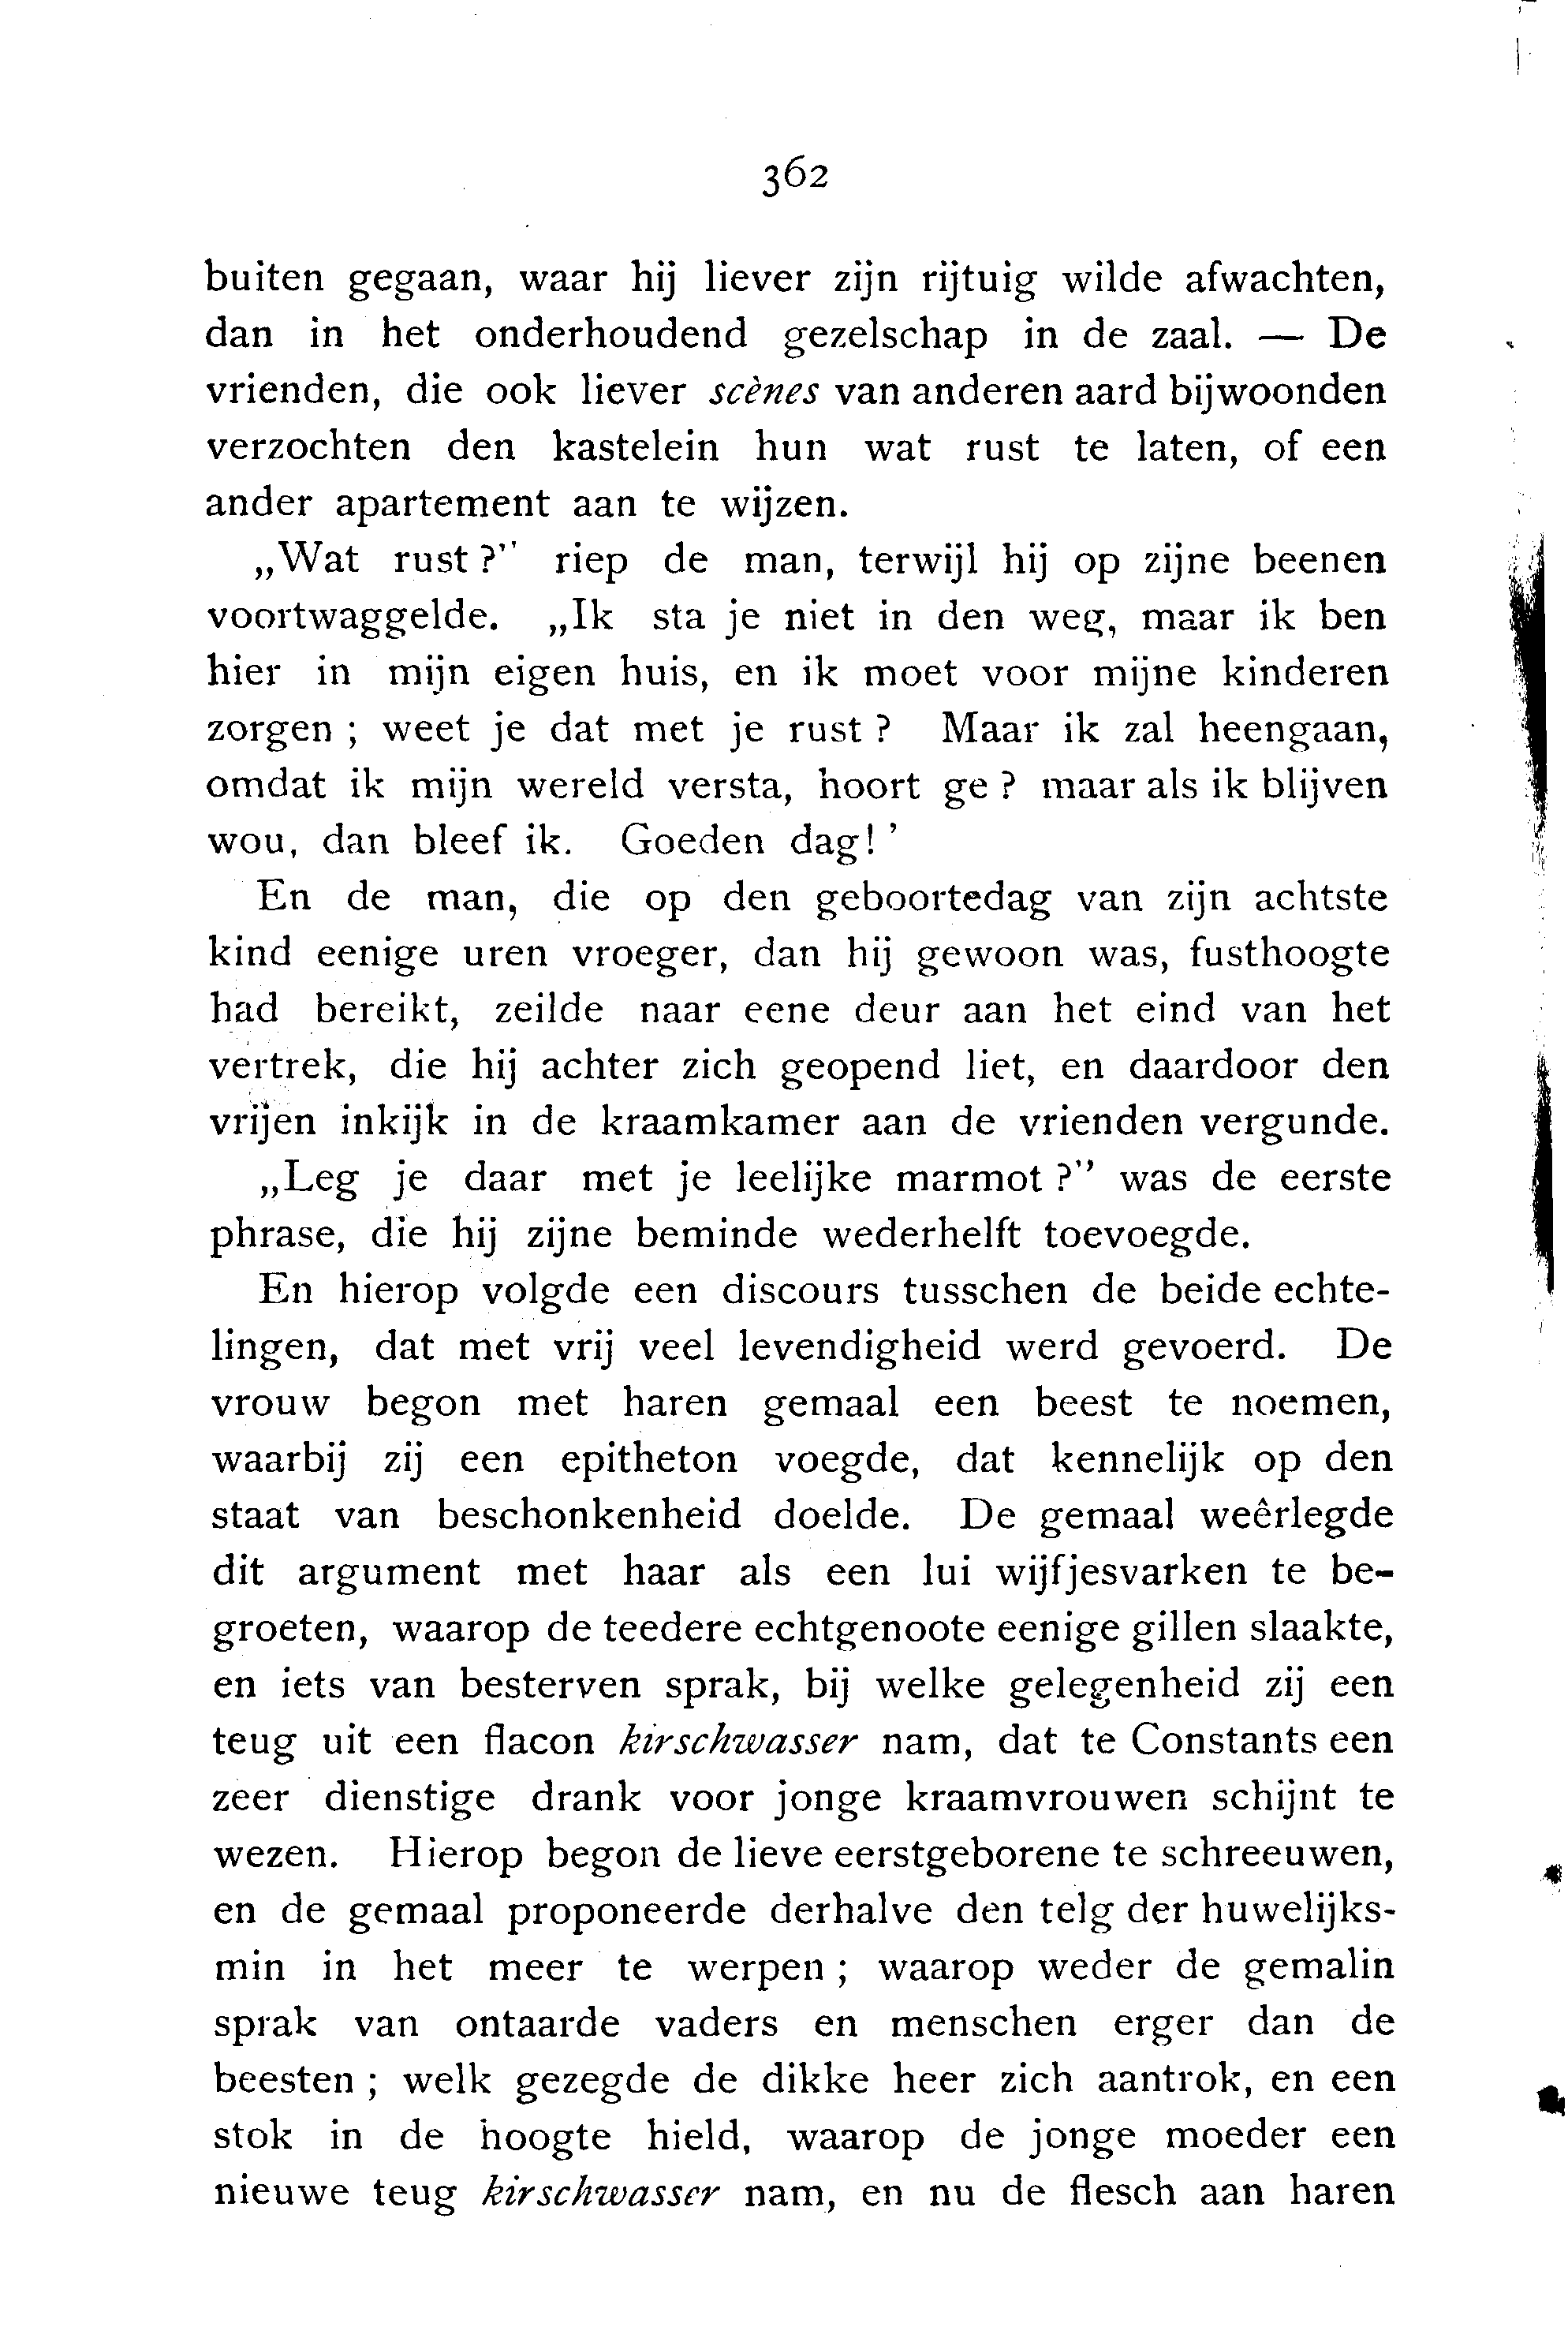 362
buiten gegaan, waar hij liever zijn rijtuig wilde afwachten,
dan in het onderhoudend gezelschap in de zaal. — De
vrienden, die ook liever scènes van anderen aard bijwoonden
verzochten den kastelein hun wat rust te laten, of een
ander apartement aan te wijzen.
„Wat rust ?" riep de man, terwijl hij op zijne beenen
voortwaggelde. „Ik sta je niet in den weg, maar ik ben
hier in mijn eigen huis, en ik moet voor mijne kinderen
zorgen ; weet je dat met je rust ? Maar ik zal heengaan,
omdat ik mijn wereld versta, hoort ge ? maar als ik blijven
wou, dan bleef ik. Goeden dag! '
En de man, die op den geboortedag van zijn achtste
kind eenige uren vroeger, dan hij gewoon was, fusthoogte
had bereikt, zeilde naar eene deur aan het eind van het
vertrek, die hij achter zich geopend liet, en daardoor den
vrijen inkijk in de kraamkamer aan de vrienden vergunde.
„Leg je daar met je leelijke marmot ?" was de eerste
phrase, die hij zijne beminde wederhelft toevoegde.
En hierop volgde een discours tusschen de beide echte-
lingen, dat met vrij veel levendigheid werd gevoerd. De
vrouw begon met haren gemaal een beest te noemen,
waarbij zij een epitheton voegde, dat kennelijk op den
staat van beschonkenheid doelde. De gemaal weêrlegde
dit argument met haar als een lui wijfjesvarken te be-
groeten, waarop de teedere echtgenoote eenige gillen slaakte,
en iets van besterven sprak, bij welke gelegenheid zij een
teug uit een flacon kirschwasser nam, dat te Constants een
zeer dienstige drank voor jonge kraamvrouwen schijnt te
wezen. Hierop begon de lieve eerstgeborene te schreeuwen,
en de gemaal proponeerde derhalve den telg der huwelijks-
min in het meer te werpen ; waarop weder de gemalin
sprak van ontaarde vaders en menschen erger dan de
beesten ; welk gezegde de dikke heer zich aantrok, en een
stok in de hoogte hield, waarop de jonge moeder een
nieuwe teug kirschwasser nam, en nu de flesch aan haren